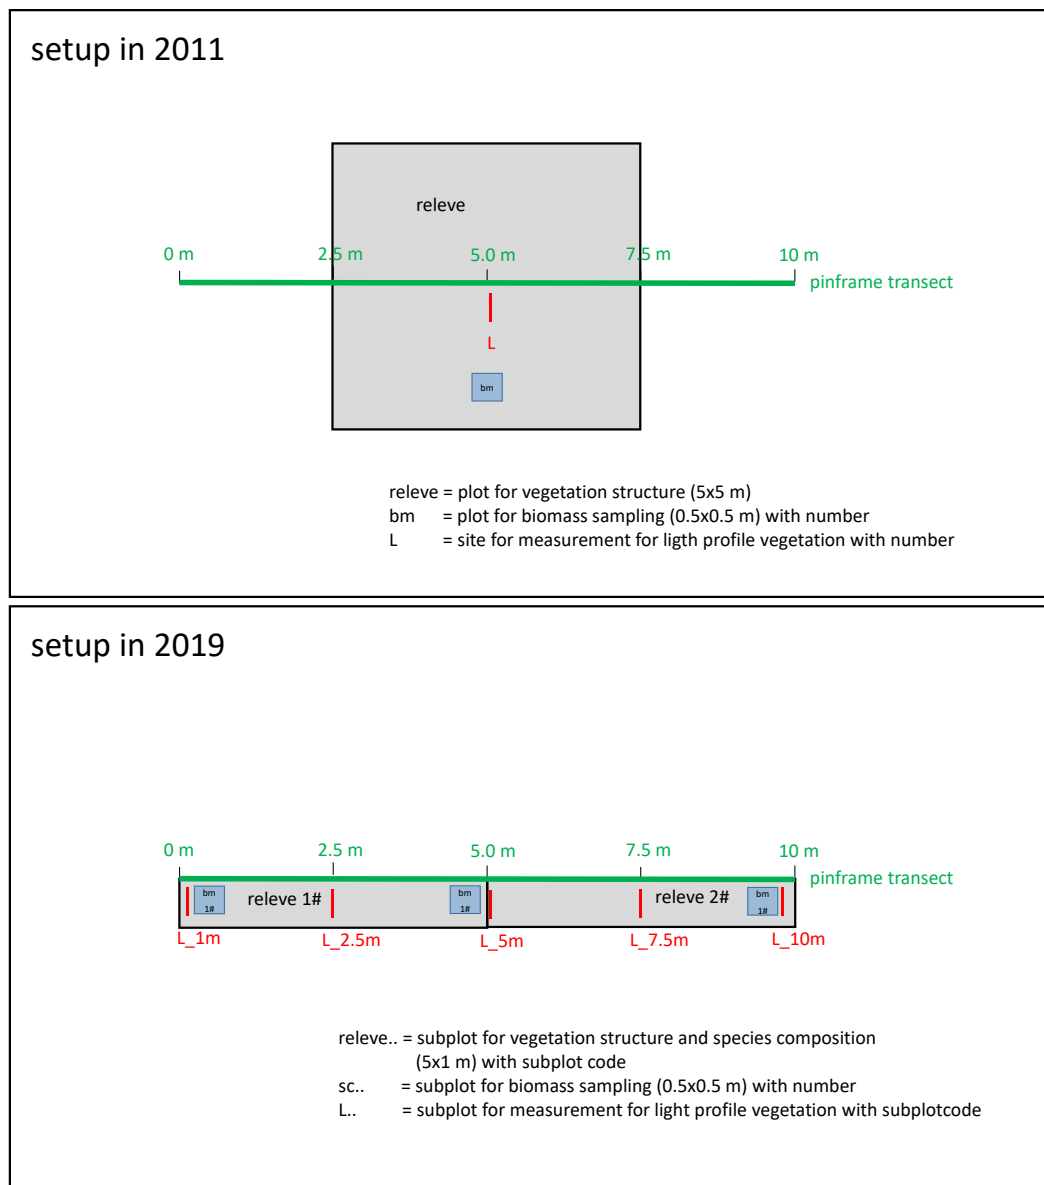 setup in 2011
releve
0 m 2.5 m 5.0 m 7.5 m 10 m
pinframe transect
L
bm
releve = plot for vegetation structure (5x5 m)
bm = plot for biomass sampling (0.5x0.5 m) with number
L = site for measurement for ligth profile vegetation with number
setup in 2019
0 m 2.5 m 5.0 m 7.5 m 10 m
pinframe transect
bm
1#
releve 1#
bm
1#
releve 2#
bm
1#
L_1m L_2.5m L_5m L_7.5m L_10m
releve.. = subplot for vegetation structure and species composition
(5x1 m) with subplot code
sc.. = subplot for biomass sampling (0.5x0.5 m) with number
L.. = subplot for measurement for light profile vegetation with subplotcode